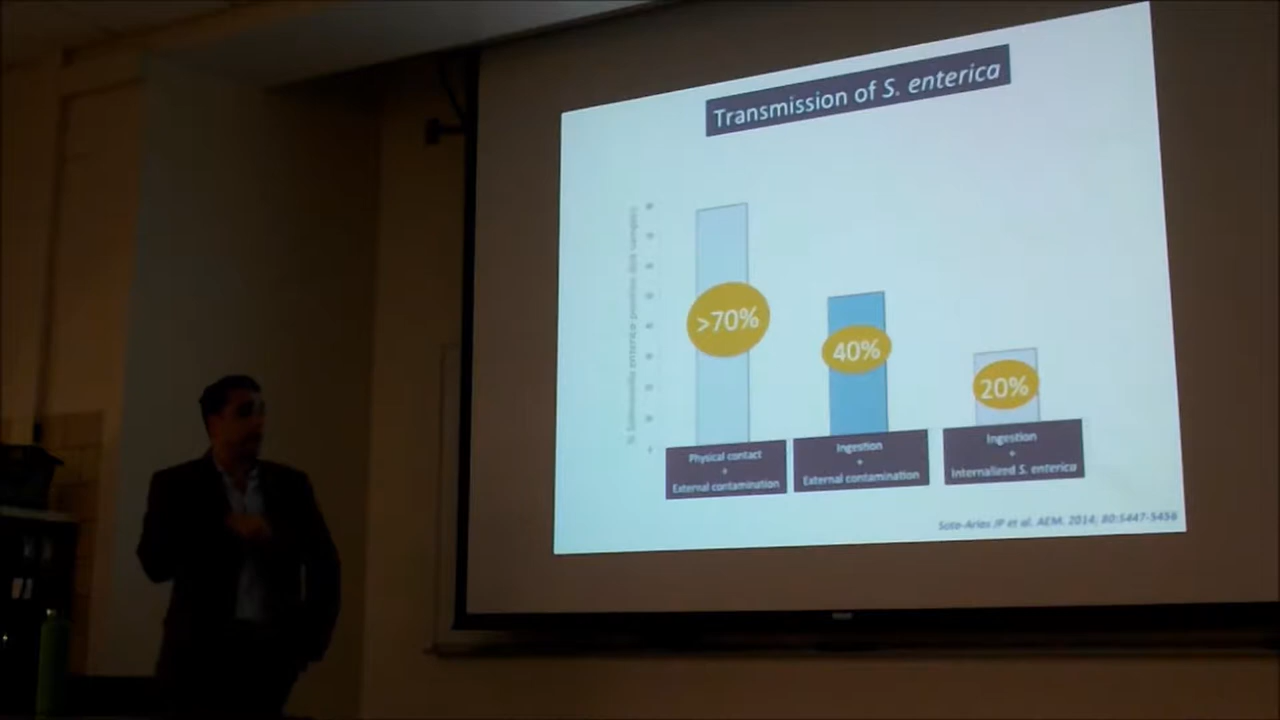 Transmission of S. enterica
>70%
40%
20%
Physical contact
+
External contamination
Ingestion
+
External contamination
Ingestion
+
Internalized S. enterica
Soto-Arias JP et al. AEM. 2014; 80:5447-5456